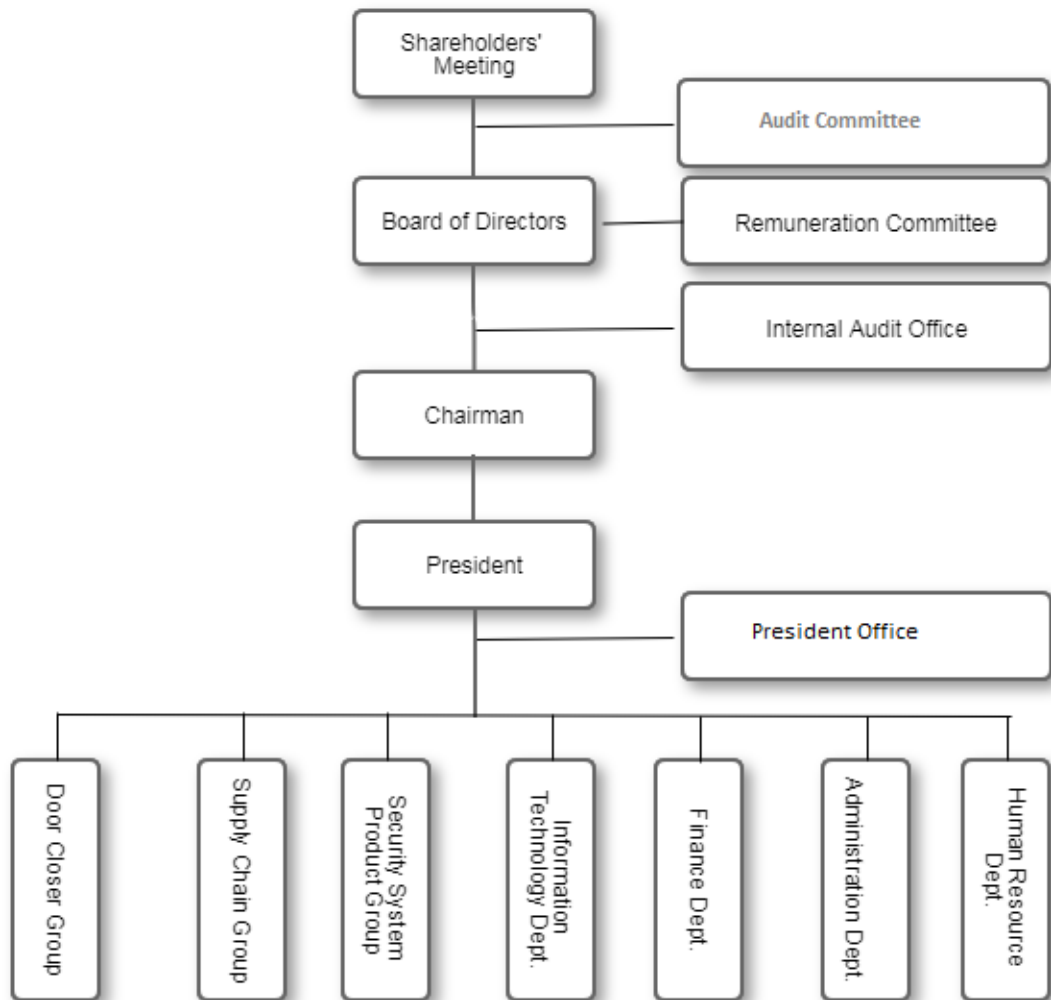 Shareholders'
Meeting
Audit Committee
Board of Directors
Remuneration Committee
Internal Audit Office
Chairman
President
President Office
Door Closer Group
Supply Chain Group
Security System
Product Group
Information
Technology Dept.
Finance Dept.
Administration Dept.
Human Resource
Dept.